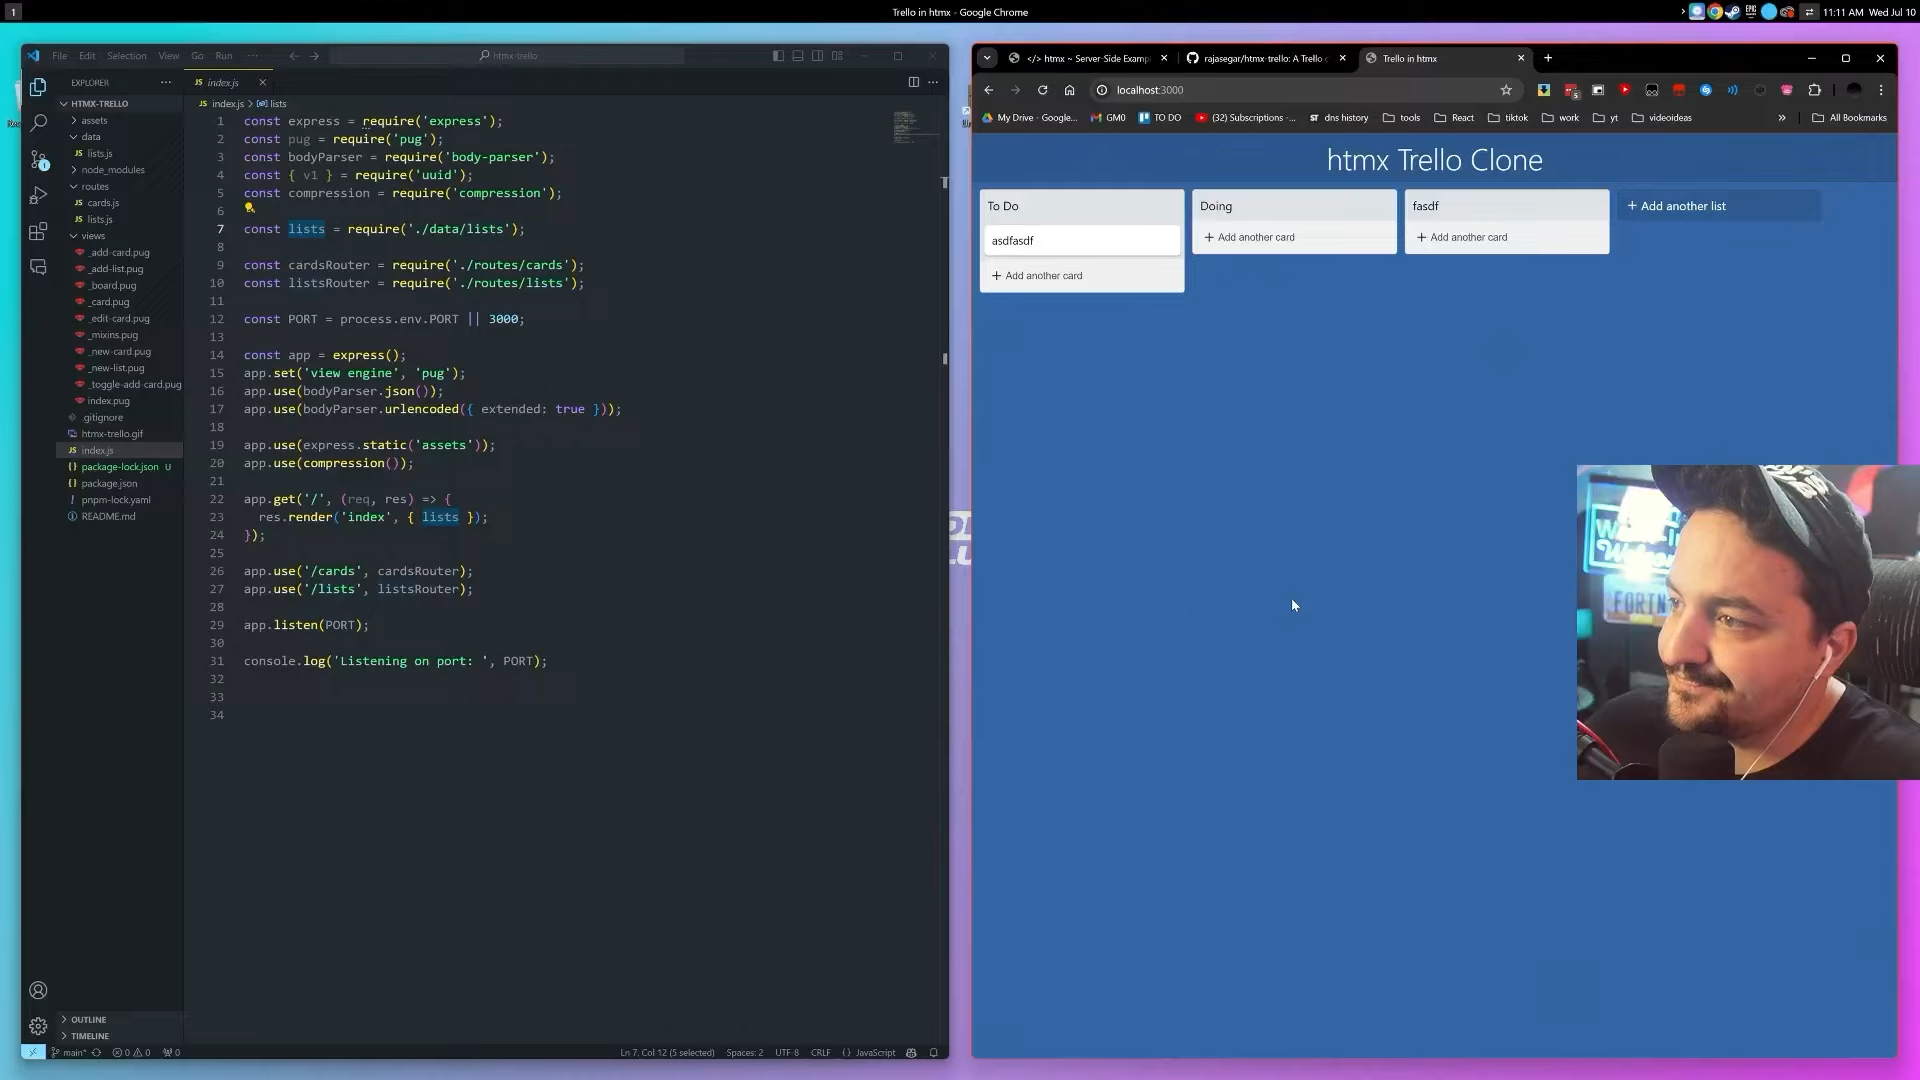 1
Trello in htmx - Google Chrome
11:11 AM Wed Jul 10
File Edit Selection View Go Run ...
htmx-trello
EXPLORER
HTMX-TRELLO
assets
data
JS lists.js
node_modules
routes
JS cards.js
JS lists.js
views
_add-card.pug
_add-list.pug
_board.pug
_card.pug
_edit-card.pug
_mixins.pug
_new-card.pug
_new-list.pug
_toggle-add-card.pug
index.pug
.gitignore
htmx-trello.gif
JS index.js
{} package-lock.json U
{} package.json
! pnpm-lock.yaml
README.md
OUTLINE
TIMELINE
JS index.js
JS index.js > lists
1 const express = require('express');
2 const pug = require('pug');
3 const bodyParser = require('body-parser');
4 const { v1 } = require('uuid');
5 const compression = require('compression');
6
7 const lists = require('./data/lists');
8
9 const cardsRouter = require('./routes/cards');
10 const listsRouter = require('./routes/lists');
11
12 const PORT = process.env.PORT || 3000;
13
14 const app = express();
15 app.set('view engine', 'pug');
16 app.use(bodyParser.json());
17 app.use(bodyParser.urlencoded({ extended: true }));
18
19 app.use(express.static('assets'));
20 app.use(compression());
21
22 app.get('/', (req, res) => {
23 res.render('index', { lists });
24 });
25
26 app.use('/cards', cardsRouter);
27 app.use('/lists', listsRouter);
28
29 app.listen(PORT);
30
31 console.log('Listening on port: ', PORT);
32
33
34
main* 0 0 0
Ln 7, Col 12 (5 selected) Spaces: 2 UTF-8 CRLF {} JavaScript
</> htmx ~ Server-Side Exampl
rajasegar/htmx-trello: A Trello c
Trello in htmx
localhost:3000
My Drive - Google... GM0 TO DO (32) Subscriptions -... ST dns history tools React tiktok work yt videoideas » All Bookmarks
htmx Trello Clone
To Do
asdfasdf
+ Add another card
Doing
+ Add another card
fasdf
+ Add another card
+ Add another list